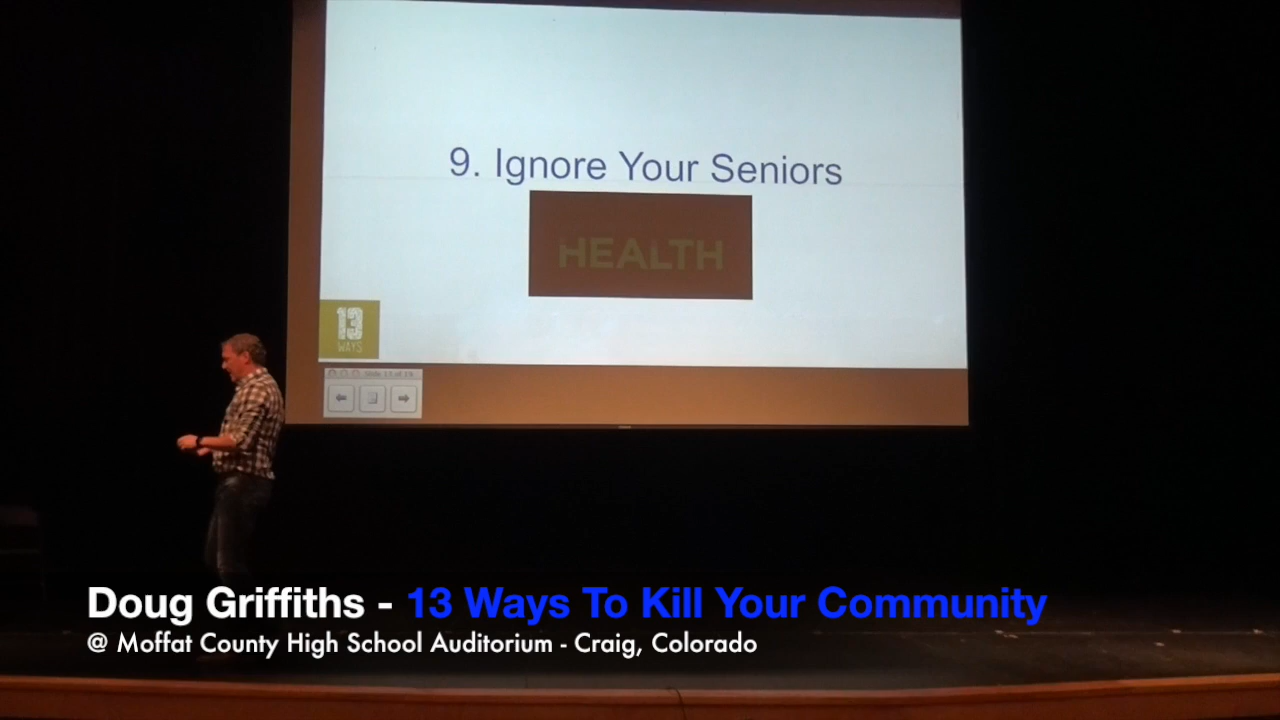 9. Ignore Your Seniors
HEALTH
13
WAYS
Doug Griffiths - 13 Ways To Kill Your Community
@ Moffat County High School Auditorium - Craig, Colorado